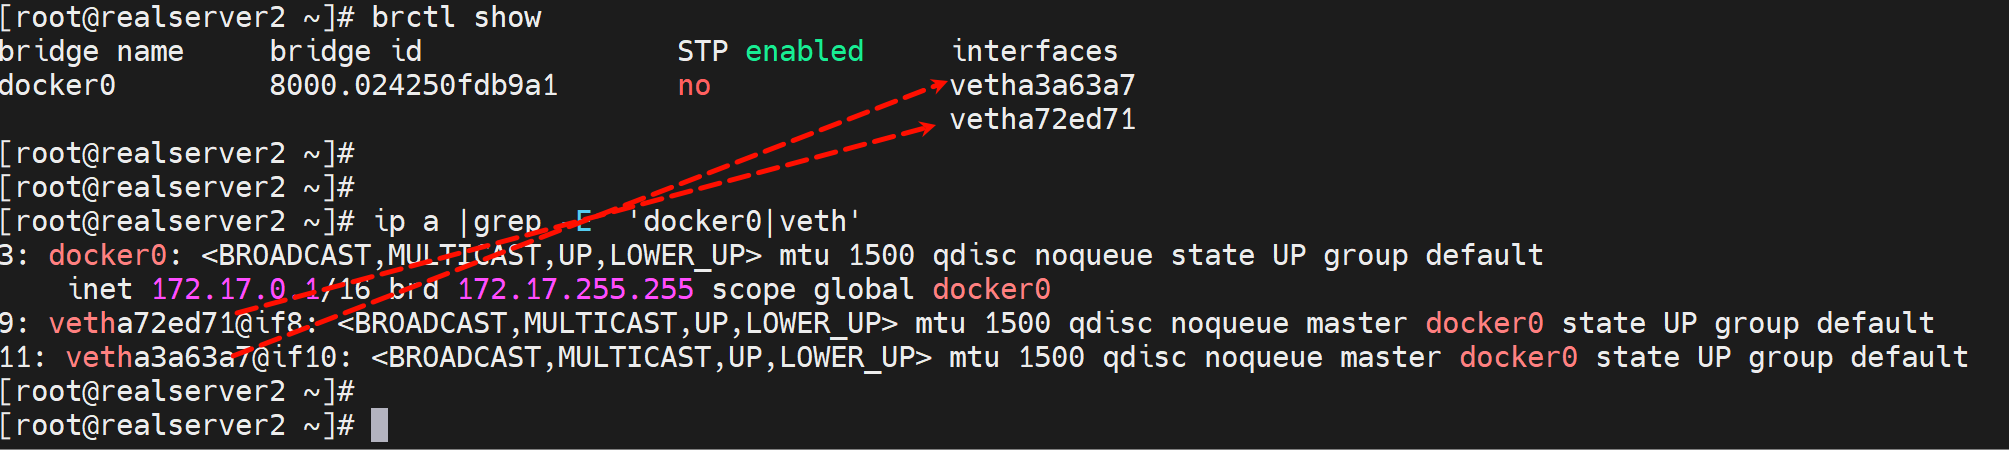 [root@realserver2 ~]# brctl show
bridge name     bridge id               STP enabled     interfaces
docker0         8000.024250fdb9a1       no              vetha3a63a7
                                                        vetha72ed71
[root@realserver2 ~]#
[root@realserver2 ~]#
[root@realserver2 ~]# ip a |grep -E  'docker0|veth'
3: docker0: <BROADCAST,MULTICAST,UP,LOWER_UP> mtu 1500 qdisc noqueue state UP group default
    inet 172.17.0.1/16 brd 172.17.255.255 scope global docker0
9: vetha72ed71@if8: <BROADCAST,MULTICAST,UP,LOWER_UP> mtu 1500 qdisc noqueue master docker0 state UP group default
11: vetha3a63a7@if10: <BROADCAST,MULTICAST,UP,LOWER_UP> mtu 1500 qdisc noqueue master docker0 state UP group default
[root@realserver2 ~]#
[root@realserver2 ~]#